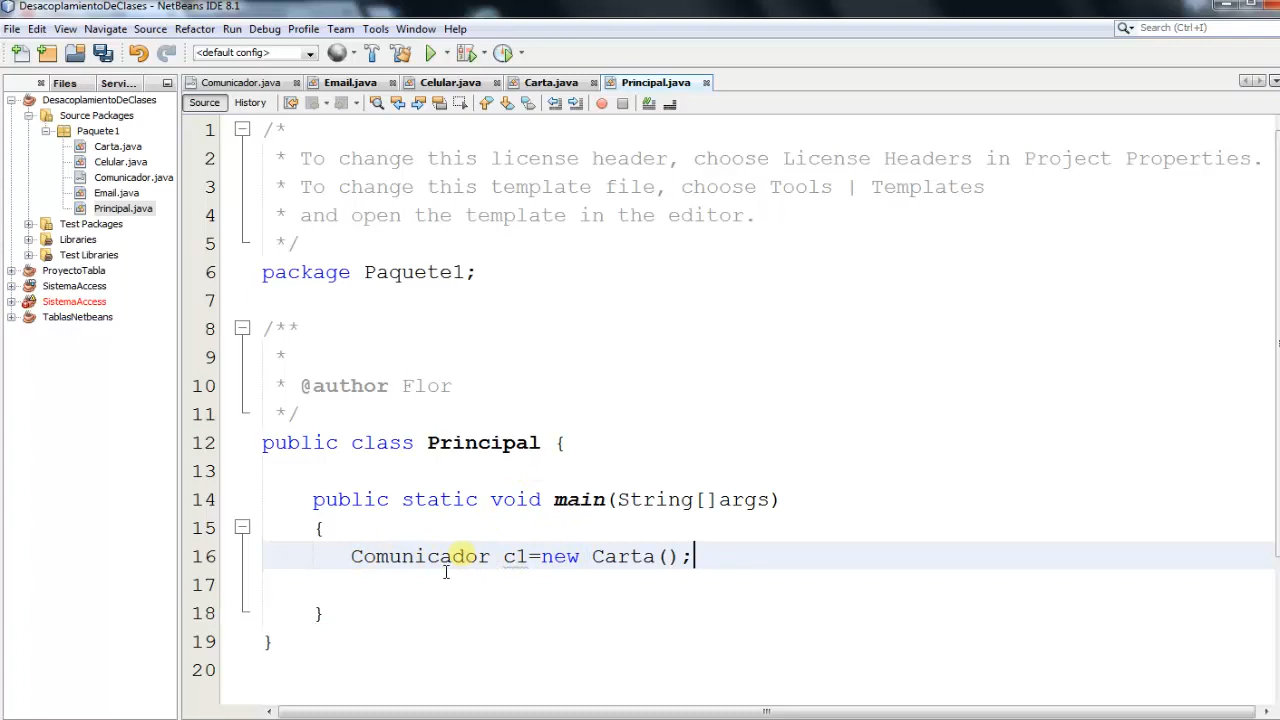 DesacoplamientoDeClases - NetBeans IDE 8.1
File Edit View Navigate Source Refactor Run Debug Profile Team Tools Window Help
Search (Ctrl+I)
<default config>
Files Servi...
Comunicador.java Email.java Celular.java Carta.java Principal.java
Source History
DesacoplamientoDeClases
Source Packages
Paquete1
Carta.java
Celular.java
Comunicador.java
Email.java
Principal.java
Test Packages
Libraries
Test Libraries
ProyectoTabla
SistemaAccess
SistemaAccess
TablasNetbeans
1 /*
2 * To change this license header, choose License Headers in Project Properties.
3 * To change this template file, choose Tools | Templates
4 * and open the template in the editor.
5 */
6 package Paquete1;
7
8 /**
9 *
10 * @author Flor
11 */
12 public class Principal {
13
14 public static void main(String[]args)
15 {
16 Comunicador c1=new Carta();
17
18 }
19 }
20